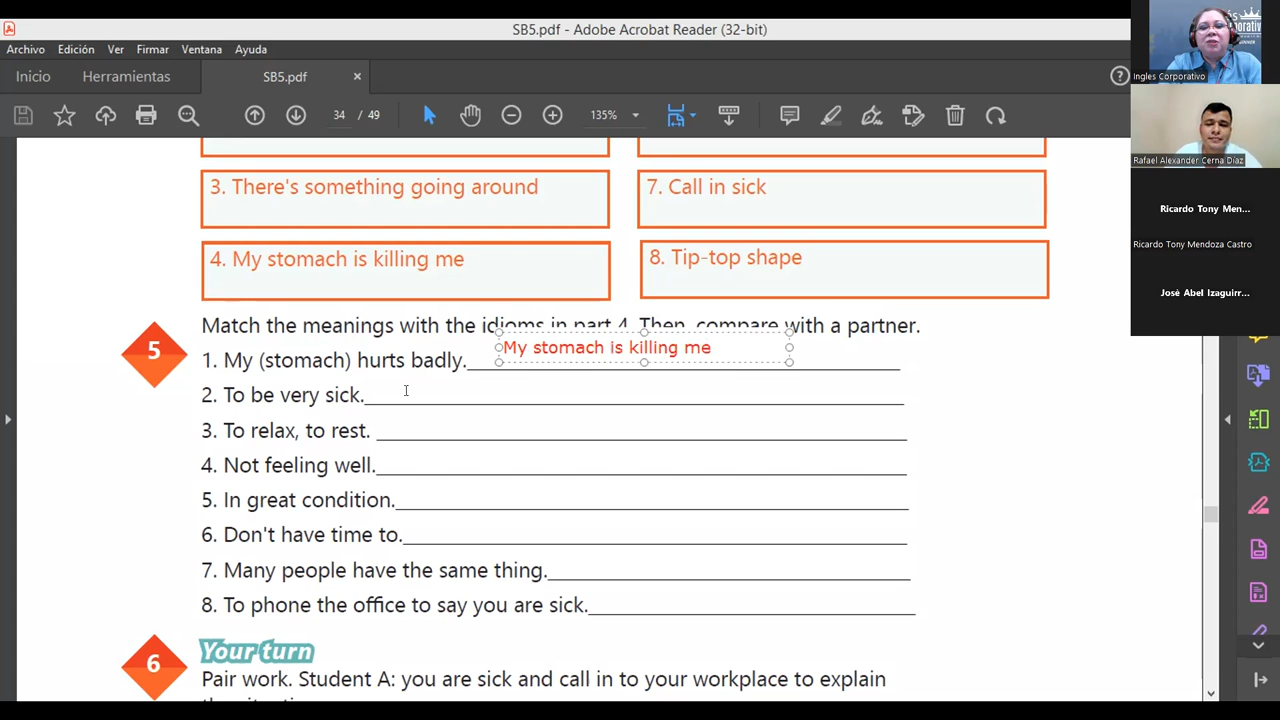 SB5.pdf - Adobe Acrobat Reader (32-bit)
Archivo Edición Ver Firmar Ventana Ayuda
Inicio Herramientas SB5.pdf ×
34 / 49 135%
3. There's something going around
7. Call in sick
4. My stomach is killing me
8. Tip-top shape
5
Match the meanings with the idioms in part 4. Then, compare with a partner.
1. My (stomach) hurts badly.
My stomach is killing me
2. To be very sick.
3. To relax, to rest.
4. Not feeling well.
5. In great condition.
6. Don't have time to.
7. Many people have the same thing.
8. To phone the office to say you are sick.
6
Your turn
Pair work. Student A: you are sick and call in to your workplace to explain
Ingles Corporativo
Rafael Alexander Cerna Diaz
Ricardo Tony Men...
Ricardo Tony Mendoza Castro
Josè Abel Izaguirr...